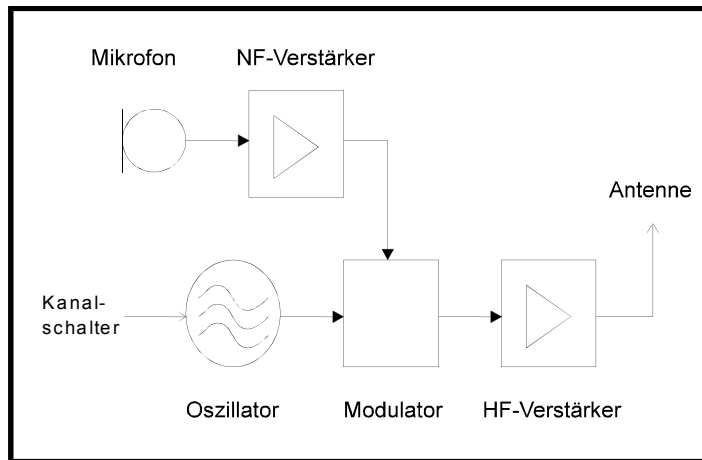 Mikrofon
NF-Verstärker
Antenne
Kanal-
schalter
Oszillator
Modulator
HF-Verstärker